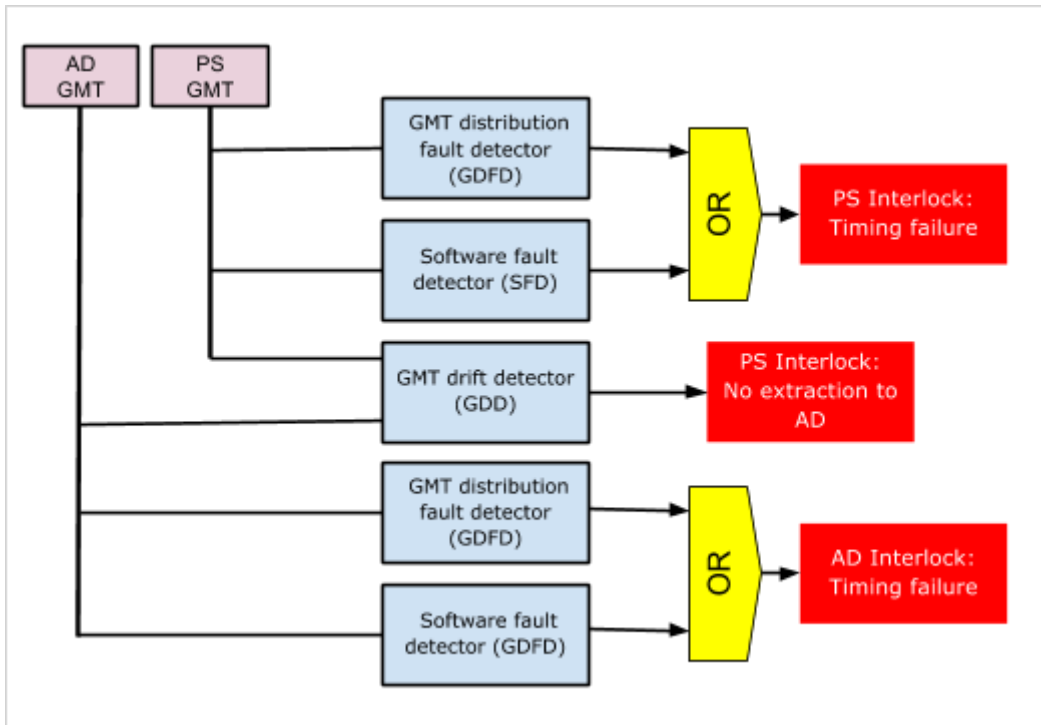 AD
GMT
PS
GMT
GMT distribution
fault detector
(GDFD)
OR
PS Interlock:
Timing failure
Software fault
detector (SFD)
GMT drift detector
(GDD)
PS Interlock:
No extraction to
AD
GMT distribution
fault detector
(GDFD)
OR
AD Interlock:
Timing failure
Software fault
detector (GDFD)